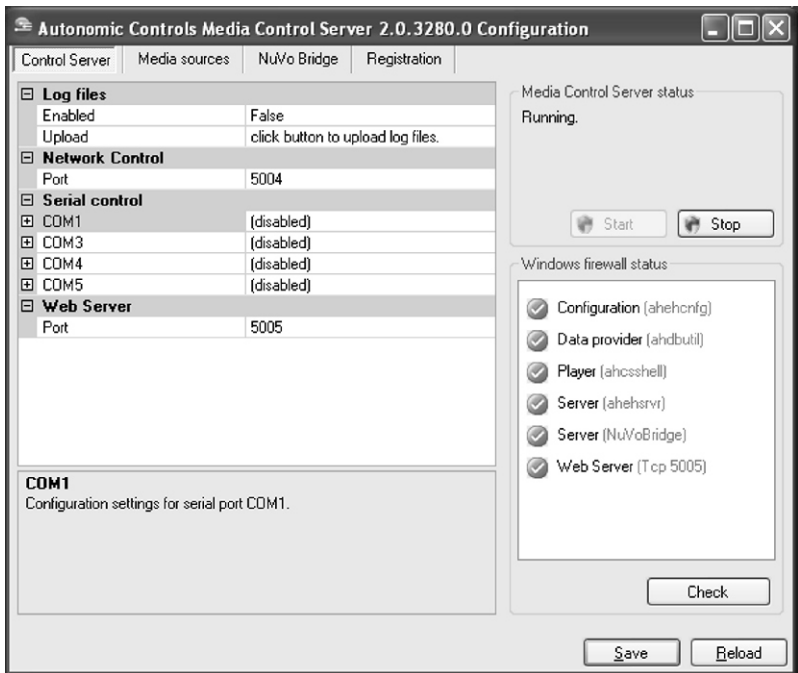 Autonomic Controls Media Control Server 2.0.3280.0 Configuration
Control Server Media sources NuVo Bridge Registration
Log files
Enabled False
Upload click button to upload log files.
Network Control
Port 5004
Serial control
COM1 (disabled)
COM3 (disabled)
COM4 (disabled)
COM5 (disabled)
Web Server
Port 5005
COM1
Configuration settings for serial port COM1.
Media Control Server status
Running.
Start Stop
Windows firewall status
Configuration (ahehcnfg)
Data provider (ahdbutil)
Player (ahcsshell)
Server (ahehsrvr)
Server (NuVoBridge)
Web Server (Tcp 5005)
Check
Save Reload